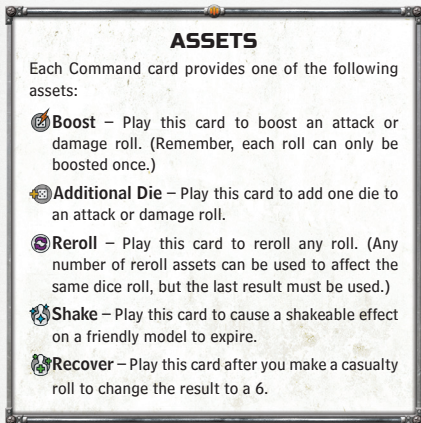 ASSETS
Each Command card provides one of the following
assets:
Boost – Play this card to boost an attack or
damage roll. (Remember, each roll can only be
boosted once.)
Additional Die – Play this card to add one die to
an attack or damage roll.
Reroll – Play this card to reroll any roll. (Any
number of reroll assets can be used to affect the
same dice roll, but the last result must be used.)
Shake – Play this card to cause a shakeable effect
on a friendly model to expire.
Recover – Play this card after you make a casualty
roll to change the result to a 6.